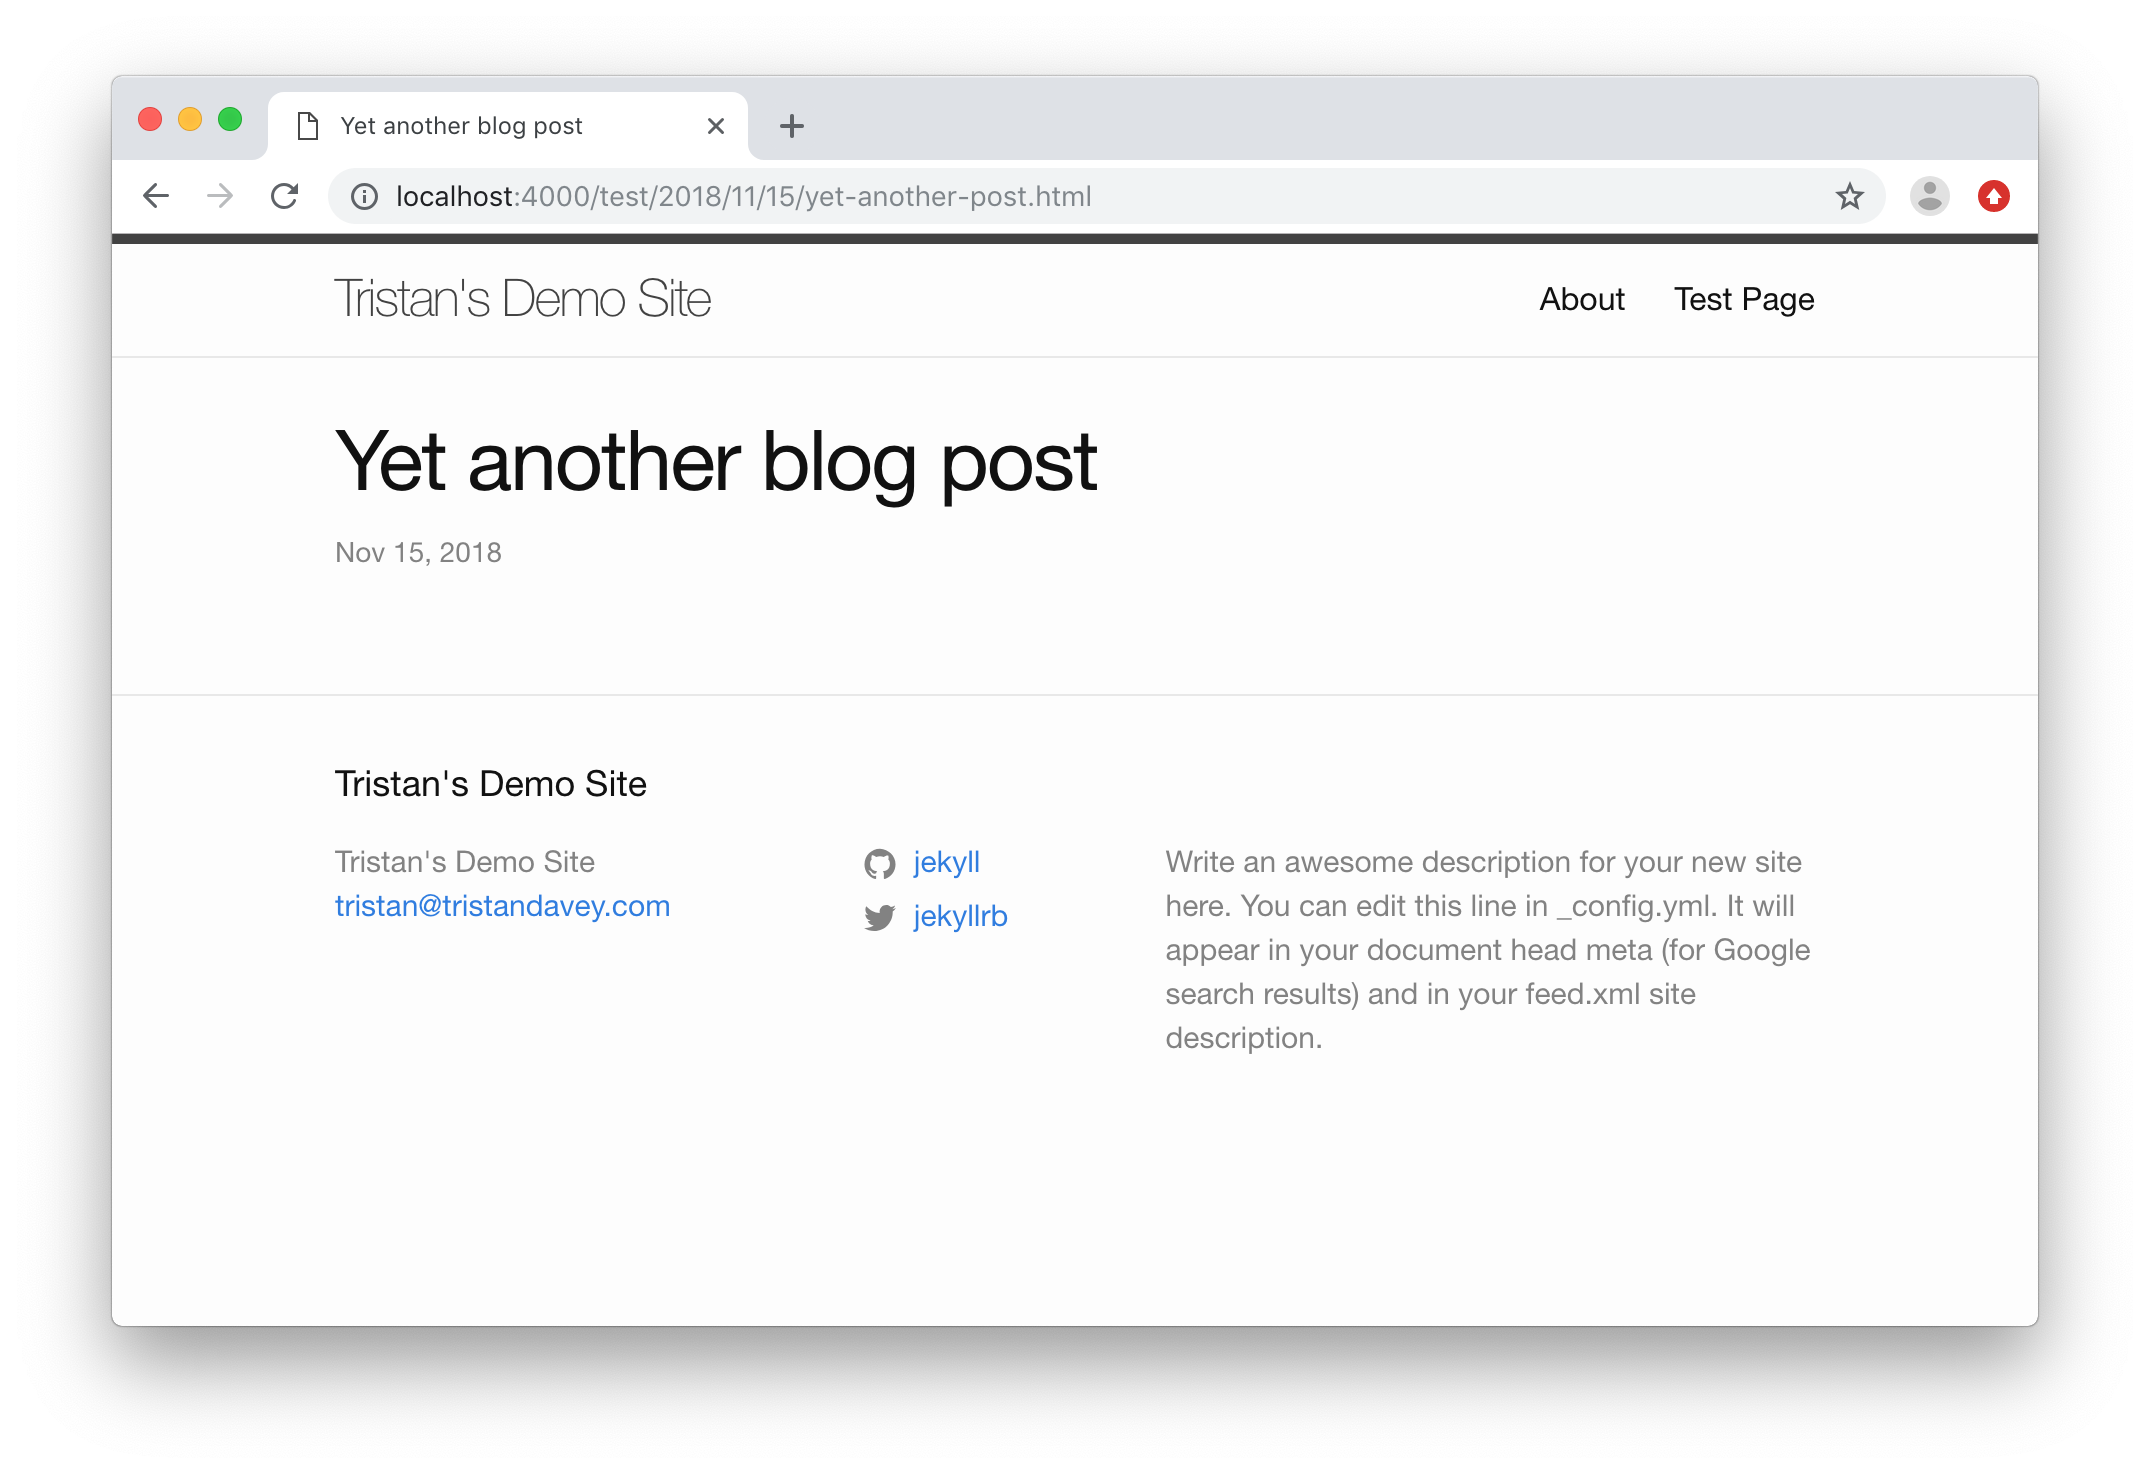 Yet another blog post
localhost:4000/test/2018/11/15/yet-another-post.html
Tristan's Demo Site
About
Test Page
Yet another blog post
Nov 15, 2018
Tristan's Demo Site
Tristan's Demo Site
tristan@tristandavey.com
jekyll
jekyllrb
Write an awesome description for your new site
here. You can edit this line in _config.yml. It will
appear in your document head meta (for Google
search results) and in your feed.xml site
description.